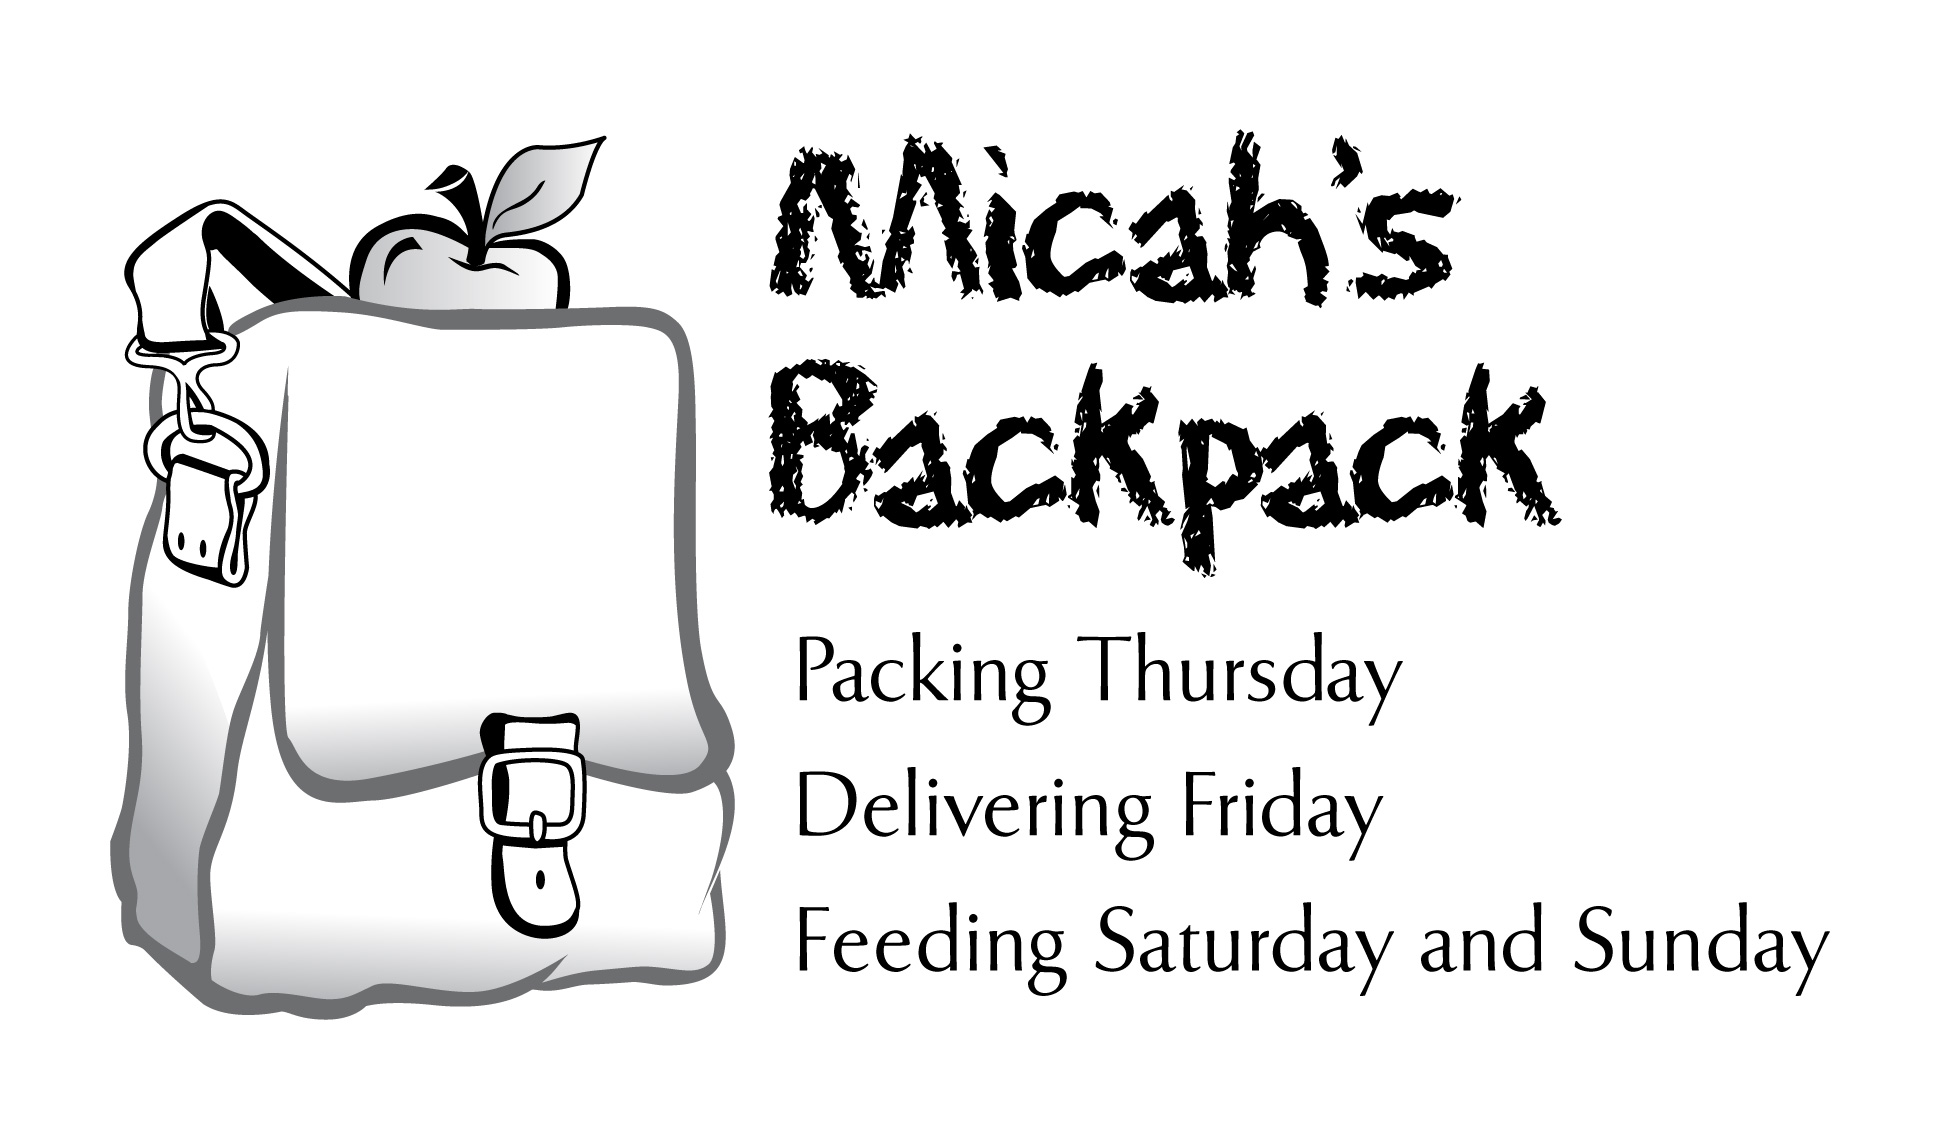 Micah's
Backpack
Packing Thursday
Delivering Friday
Feeding Saturday and Sunday